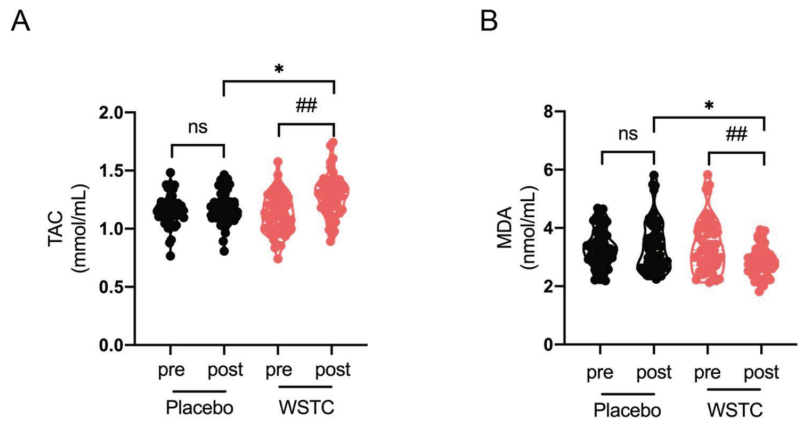 A
TAC
(mmol/mL)
2.0
1.5
1.0
0.5
0.0
ns
##
*
pre
post
pre
post
Placebo
WSTC
B
MDA
(nmol/mL)
8
6
4
2
0
ns
##
*
pre
post
pre
post
Placebo
WSTC